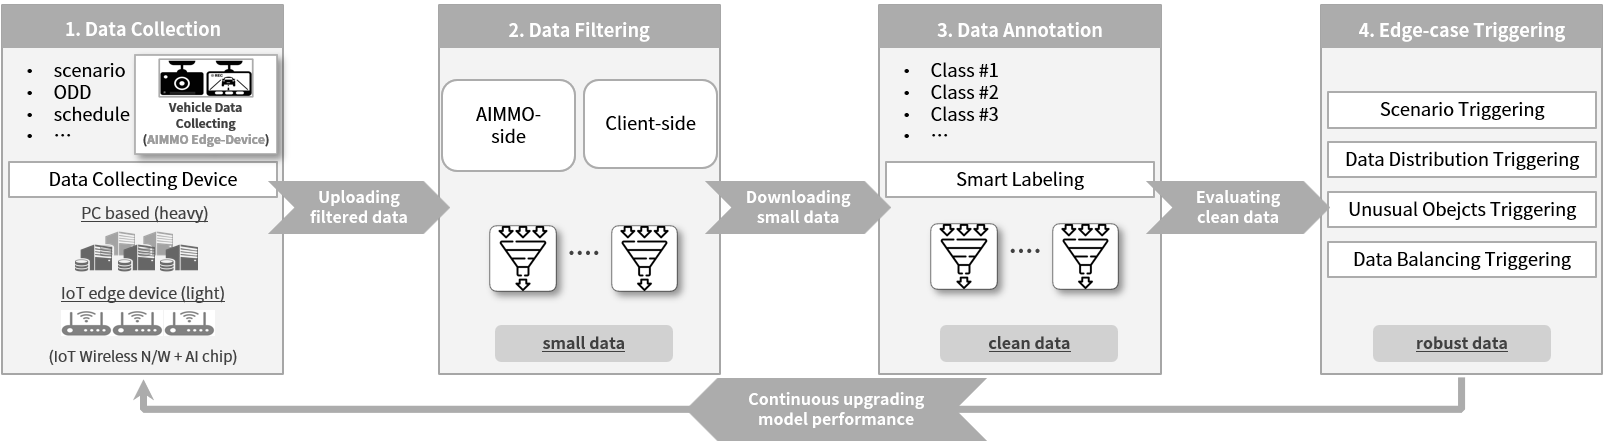 1. Data Collection
• scenario
• ODD
• schedule
• ...
Vehicle Data
Collecting
(AIMMO Edge-Device)
Data Collecting Device
PC based (heavy)
IoT edge device (light)
(IoT Wireless N/W + AI chip)
Uploading
filtered data
2. Data Filtering
AIMMO-
side
Client-side
....
small data
Downloading
small data
3. Data Annotation
• Class #1
• Class #2
• Class #3
• ...
Smart Labeling
....
clean data
Evaluating
clean data
4. Edge-case Triggering
Scenario Triggering
Data Distribution Triggering
Unusual Obejcts Triggering
Data Balancing Triggering
robust data
Continuous upgrading
model performance